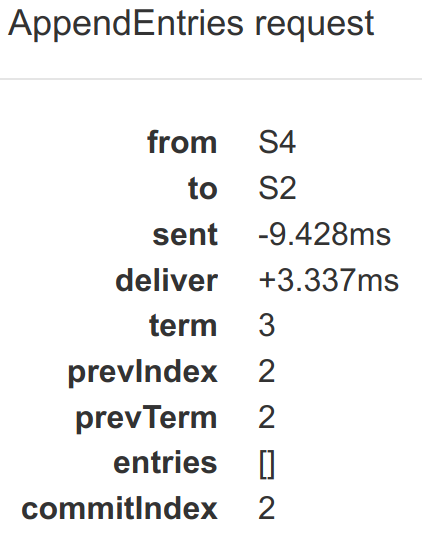 AppendEntries request
from S4
to S2
sent -9.428ms
deliver +3.337ms
term 3
prevIndex 2
prevTerm 2
entries []
commitIndex 2